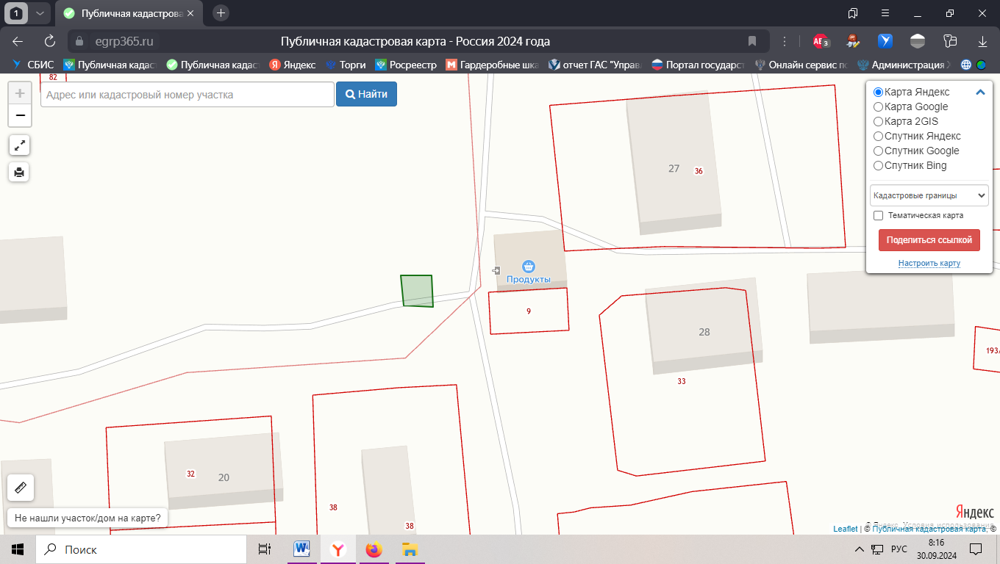 1
Публичная кадастрова
egrp365.ru
Публичная кадастровая карта - Россия 2024 года
3
СБИС
Публичная кадаст
Публичная кадаст
Яндекс
Торги
Росреестр
Гардеробные шка
отчет ГАС "Управ
Портал государст
Онлайн сервис по
Администрация
82
+
−
Адрес или кадастровый номер участка
Найти
Карта Яндекс
Карта Google
Карта 2GIS
Спутник Яндекс
Спутник Google
Спутник Bing
Кадастровые границы
Тематическая карта
Поделиться ссылкой
Настроить карту
27
36
Продукты
9
28
33
193/
32
20
38
38
Не нашли участок/дом на карте?
Яндекс
© Яндекс Условия использования
Leaflet | © Публичная кадастровая карта, ©
Поиск
РУС
8:16
30.09.2024